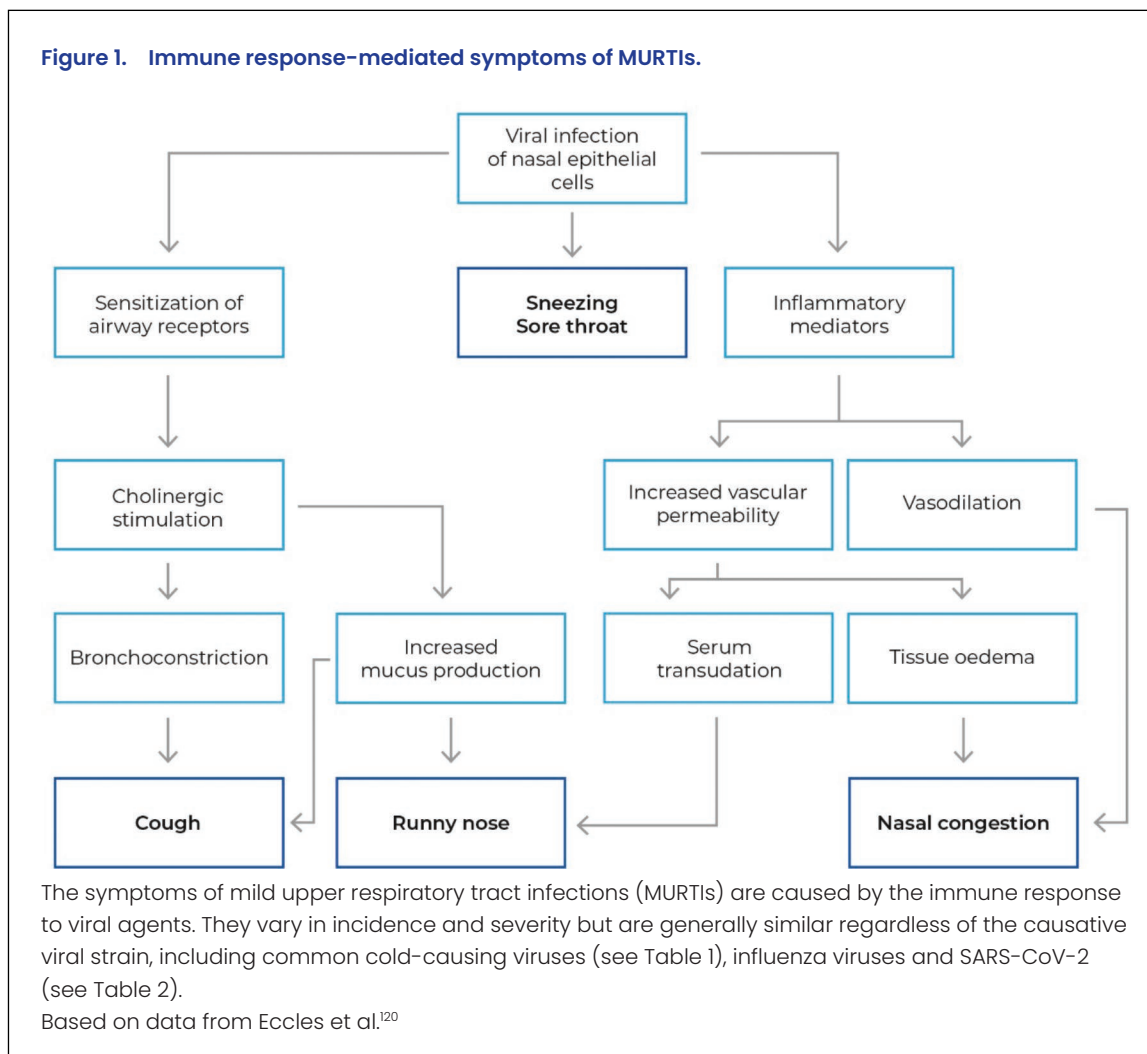 Figure 1. Immune response-mediated symptoms of MURTIs.
Viral infection
of nasal epithelial
cells
Sensitization of
airway receptors
Sneezing
Sore throat
Inflammatory
mediators
Cholinergic
stimulation
Increased vascular
permeability
Vasodilation
Bronchoconstriction
Increased
mucus production
Serum
transudation
Tissue oedema
Cough
Runny nose
Nasal congestion
The symptoms of mild upper respiratory tract infections (MURTIs) are caused by the immune response
to viral agents. They vary in incidence and severity but are generally similar regardless of the causative
viral strain, including common cold-causing viruses (see Table 1), influenza viruses and SARS-CoV-2
(see Table 2).
Based on data from Eccles et al.¹²⁰